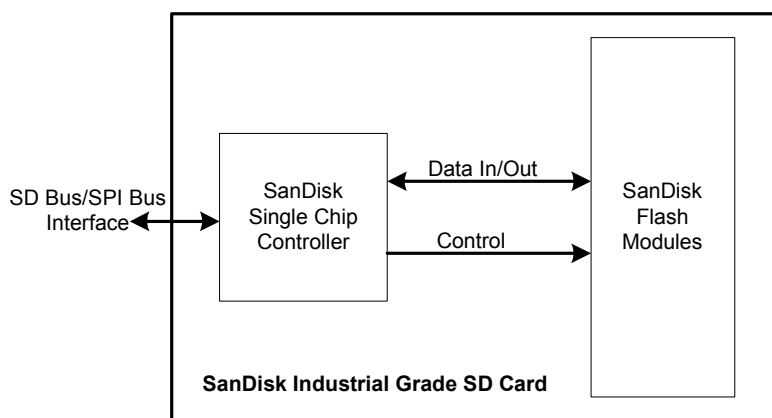 SD Bus/SPI Bus
Interface
SanDisk
Single Chip
Controller
Data In/Out
Control
SanDisk
Flash
Modules
SanDisk Industrial Grade SD Card